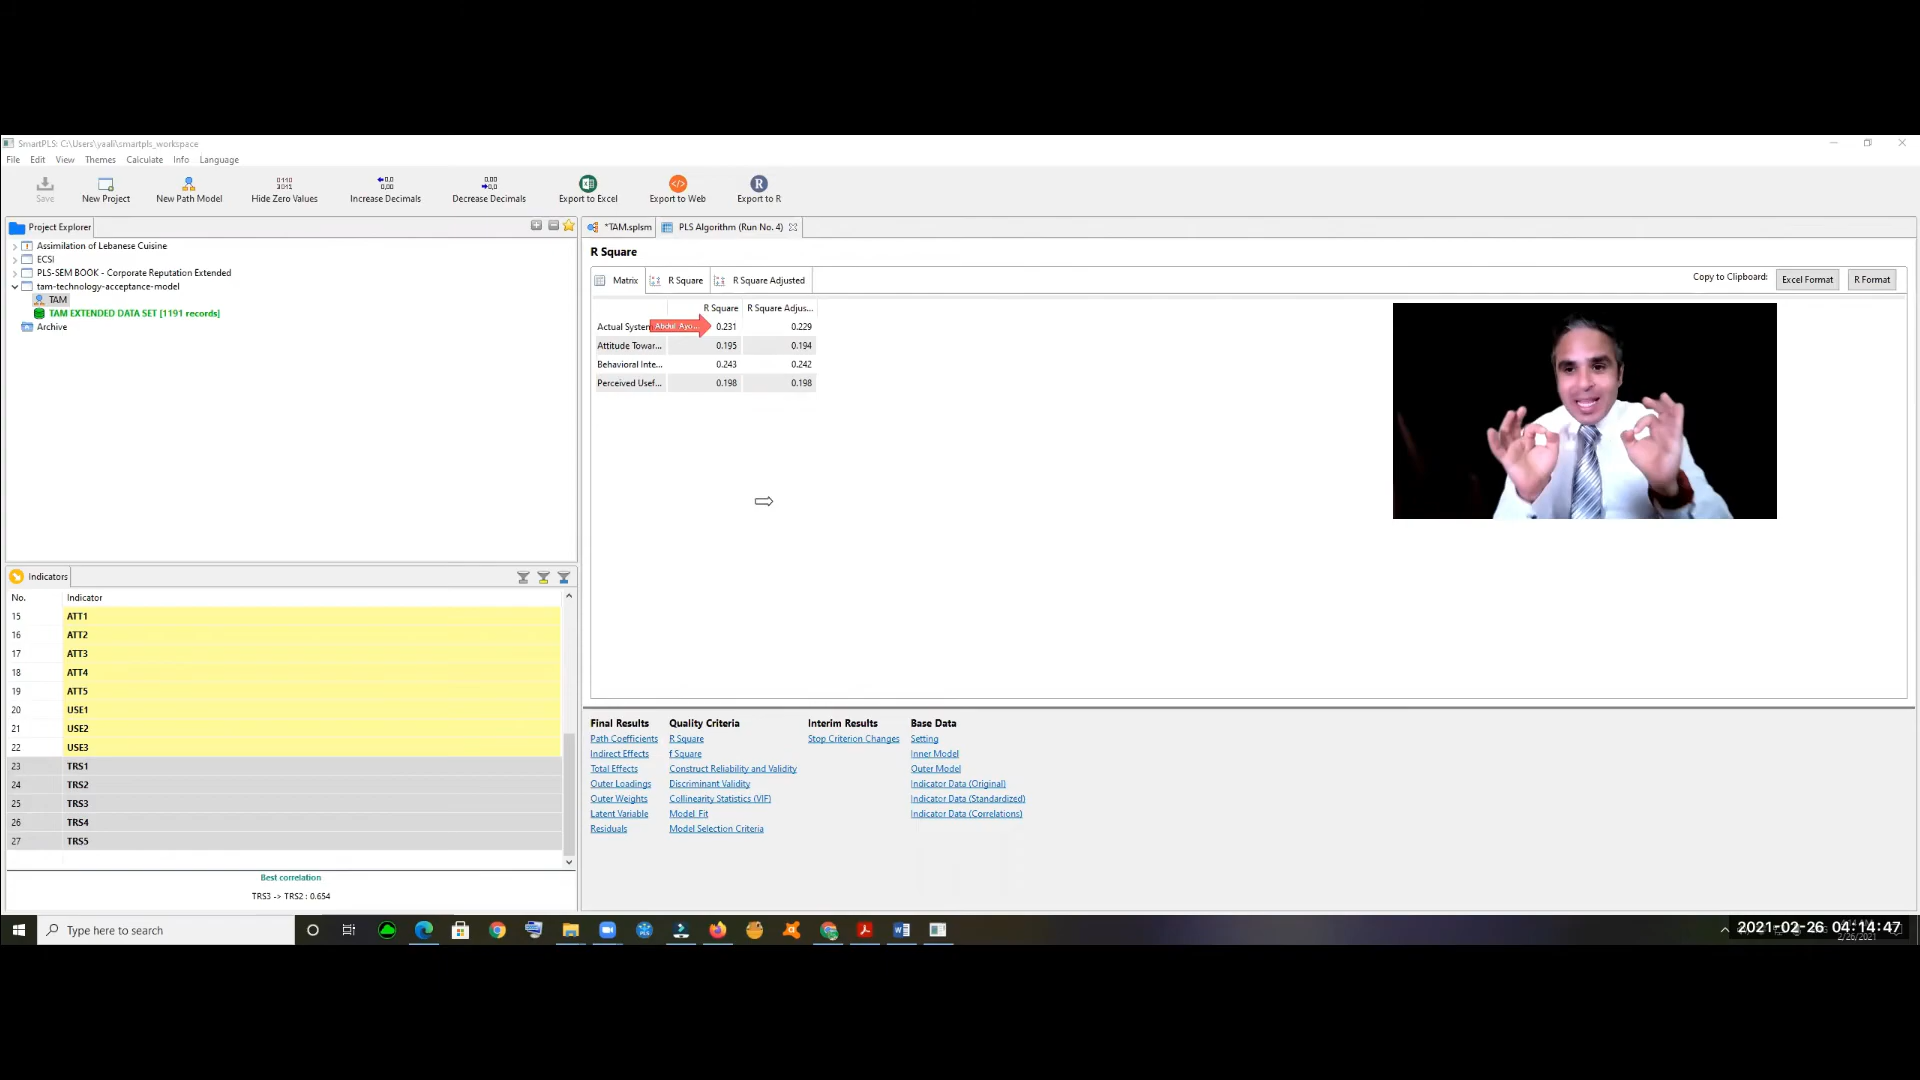 SmartPLS: C:\Users\yaali\smartpls_workspace
File Edit View Themes Calculate Info Language
Save New Project New Path Model Hide Zero Values Increase Decimals Decrease Decimals Export to Excel Export to Web Export to R
Project Explorer
Assimilation of Lebanese Cuisine
ECSI
PLS-SEM BOOK - Corporate Reputation Extended
tam-technology-acceptance-model
TAM
TAM EXTENDED DATA SET [1191 records]
Archive
*TAM.splsm PLS Algorithm (Run No. 4)
R Square
Matrix R Square R Square Adjusted
Copy to Clipboard: Excel Format R Format
R Square R Square Adjus...
Actual System Abdul Ayo... 0.231 0.229
Attitude Towar... 0.195 0.194
Behavioral Inte... 0.243 0.242
Perceived Usef... 0.198 0.198
Indicators
No. Indicator
15 ATT1
16 ATT2
17 ATT3
18 ATT4
19 ATT5
20 USE1
21 USE2
22 USE3
23 TRS1
24 TRS2
25 TRS3
26 TRS4
27 TRS5
Best correlation
TRS3 -> TRS2 : 0.654
Final Results Quality Criteria Interim Results Base Data
Path Coefficients R Square Stop Criterion Changes Setting
Indirect Effects f Square Inner Model
Total Effects Construct Reliability and Validity Outer Model
Outer Loadings Discriminant Validity Indicator Data (Original)
Outer Weights Collinearity Statistics (VIF) Indicator Data (Standardized)
Latent Variable Model_Fit Indicator Data (Correlations)
Residuals Model Selection Criteria
Type here to search
2021-02-26 04:14:47
2/26/2021